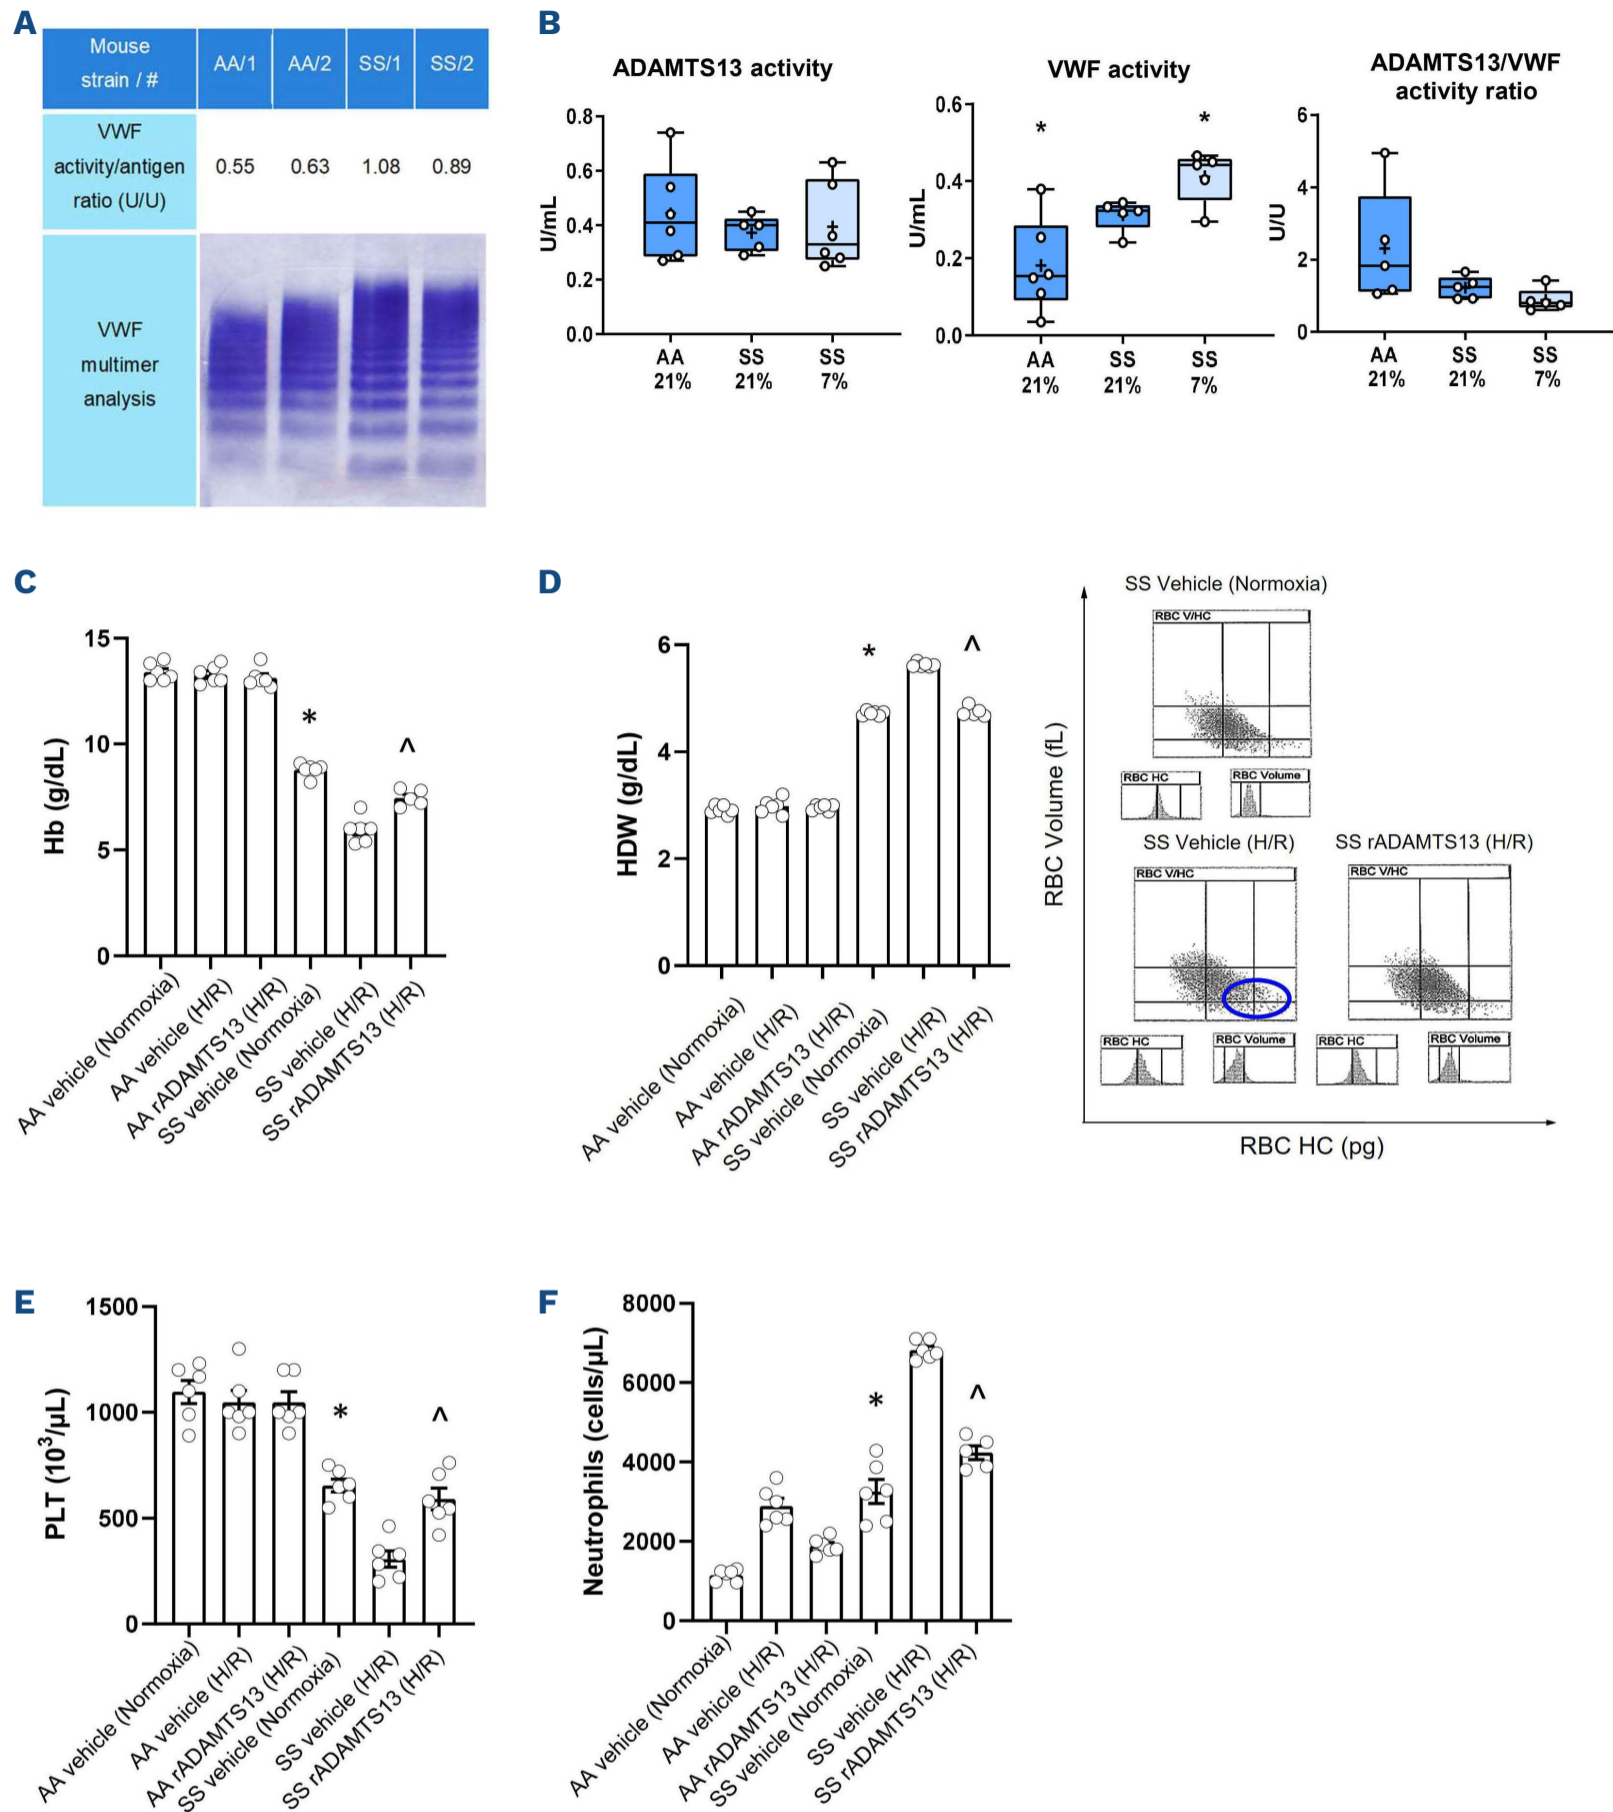 A
Mouse
strain / #
AA/1
AA/2
SS/1
SS/2
VWF
activity/antigen
ratio (U/U)
0.55
0.63
1.08
0.89
VWF
multimer
analysis
B
ADAMTS13 activity
U/mL
0.8
0.6
0.4
0.2
0.0
AA
21%
SS
21%
SS
7%
VWF activity
U/mL
0.6
0.4
0.2
0.0
*
*
AA
21%
SS
21%
SS
7%
ADAMTS13/VWF
activity ratio
U/U
6
4
2
0
AA
21%
SS
21%
SS
7%
C
Hb (g/dL)
15
10
5
0
*
^
AA vehicle (Normoxia)
AA vehicle (H/R)
AA rADAMTS13 (H/R)
SS vehicle (Normoxia)
SS vehicle (H/R)
SS rADAMTS13 (H/R)
D
HDW (g/dL)
6
4
2
0
*
^
AA vehicle (Normoxia)
AA vehicle (H/R)
AA rADAMTS13 (H/R)
SS vehicle (Normoxia)
SS vehicle (H/R)
SS rADAMTS13 (H/R)
RBC Volume (fL)
SS Vehicle (Normoxia)
RBC V/HC
RBC HC
RBC Volume
SS Vehicle (H/R)
RBC V/HC
RBC HC
RBC Volume
SS rADAMTS13 (H/R)
RBC V/HC
RBC HC
RBC Volume
RBC HC (pg)
E
PLT (10³/µL)
1500
1000
500
0
*
^
AA vehicle (Normoxia)
AA vehicle (H/R)
AA rADAMTS13 (H/R)
SS vehicle (Normoxia)
SS vehicle (H/R)
SS rADAMTS13 (H/R)
F
Neutrophils (cells/µL)
8000
6000
4000
2000
0
*
^
AA vehicle (Normoxia)
AA vehicle (H/R)
AA rADAMTS13 (H/R)
SS vehicle (Normoxia)
SS vehicle (H/R)
SS rADAMTS13 (H/R)